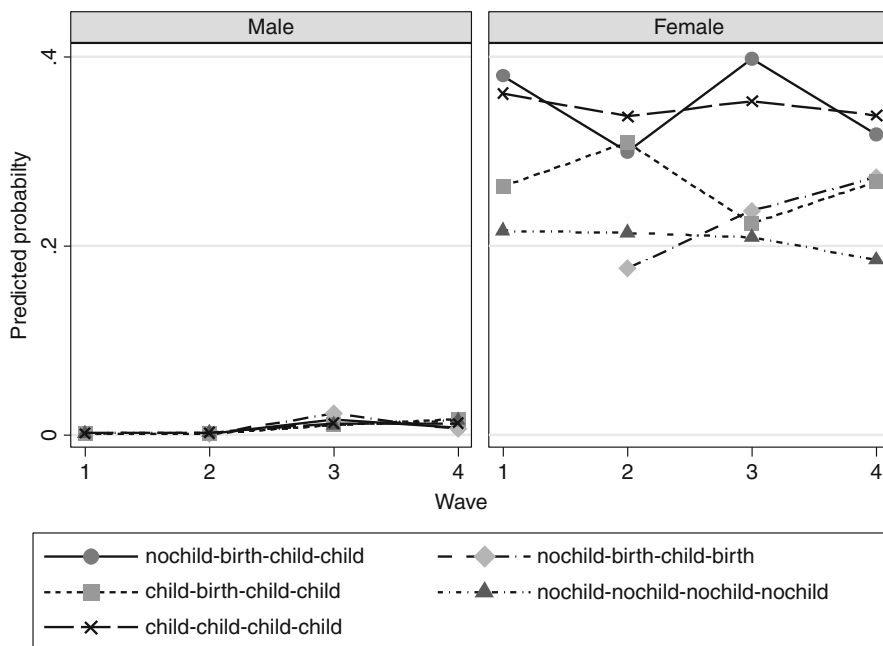 Male
Female
.4
.2
0
Predicted probabilty
1 2 3 4
1 2 3 4
Wave
nochild-birth-child-child
nochild-birth-child-birth
child-birth-child-child
nochild-nochild-nochild-nochild
child-child-child-child